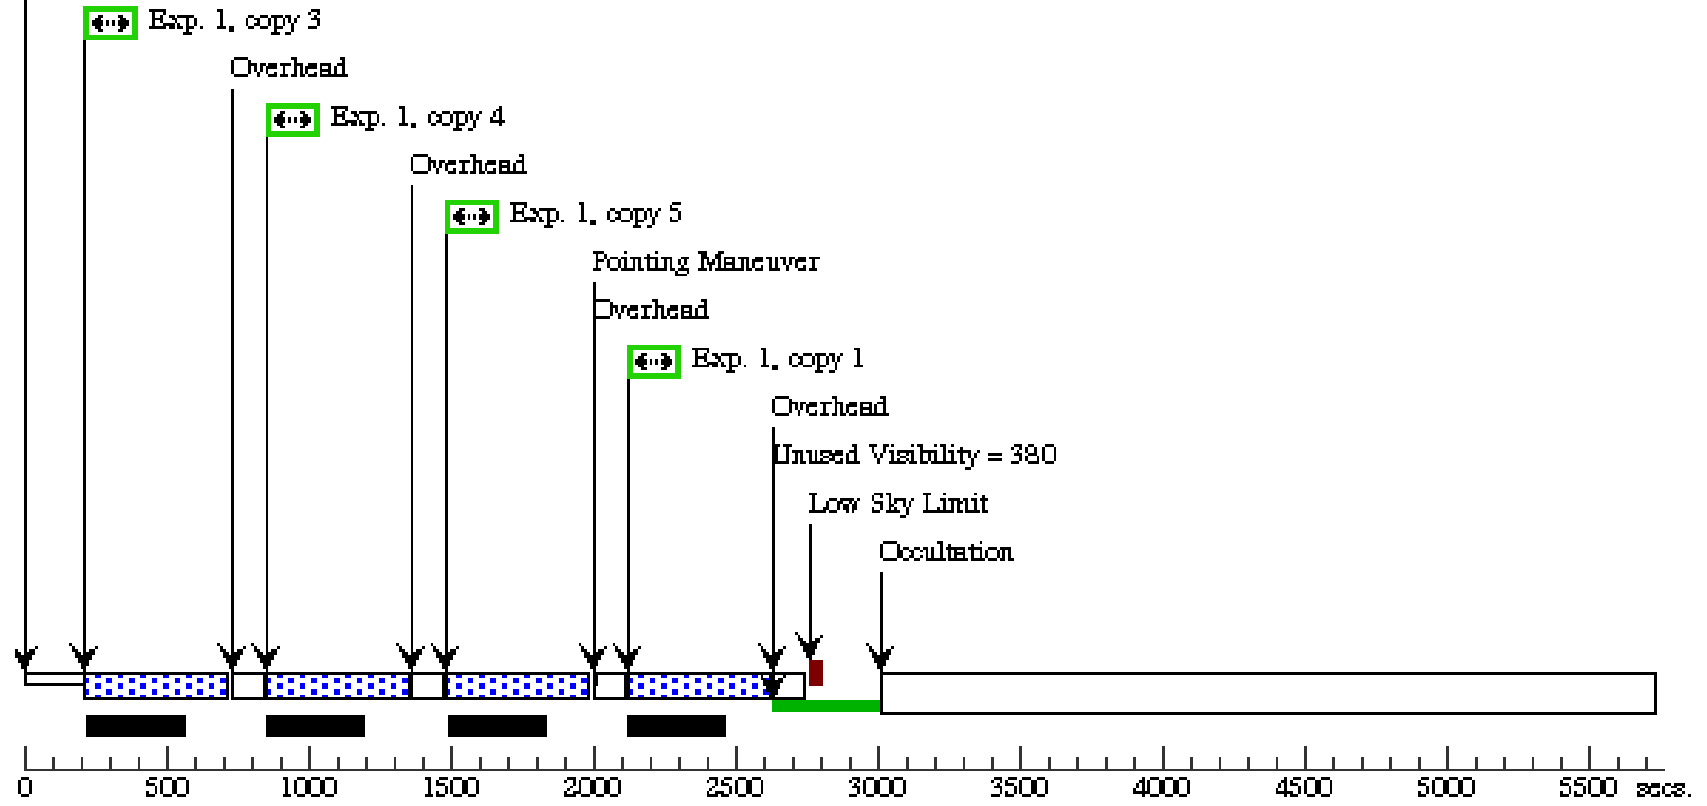 Exp. 1, copy 3
Overhead
Exp. 1, copy 4
Overhead
Exp. 1, copy 5
Pointing Maneuver
Overhead
Exp. 1, copy 1
Overhead
Unused Visibility = 380
Low Sky Limit
Occultation
0 500 1000 1500 2000 2500 3000 3500 4000 4500 5000 5500 secs.